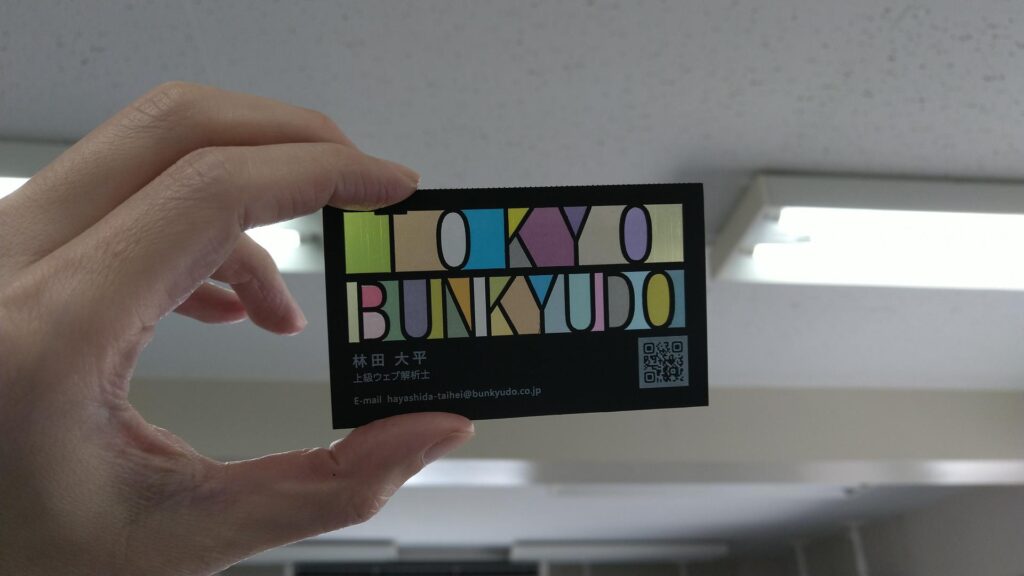 TOKYO
BUNKYUDO
林田 大平
上級ウェブ解析士
E-mail hayashida-taihei@bunkyudo.co.jp